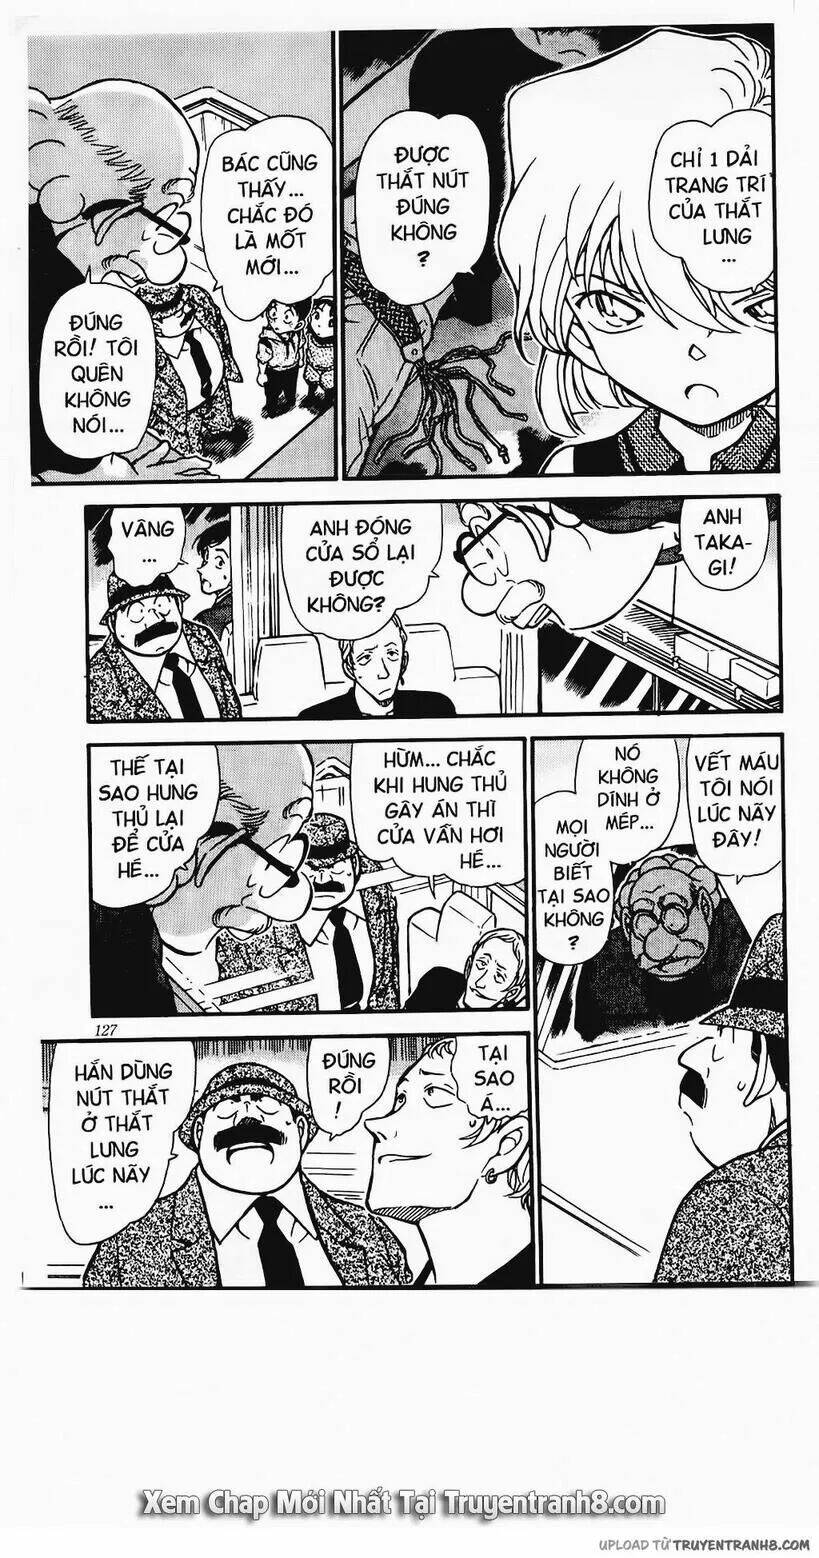 CHỈ 1 DẢI
TRANG TRÍ
CỦA THẮT
LƯNG
...
ĐƯỢC
THẮT NÚT
ĐÚNG
KHÔNG
?
BÁC CŨNG
THẤY...
CHẮC ĐÓ
LÀ MỐT
MỚI...
ĐÚNG
RỒI! TÔI
QUÊN
KHÔNG
NÓI...
ANH
TAKA-
GI!
ANH ĐÓNG
CỬA SỔ LẠI
ĐƯỢC
KHÔNG?
VÂNG
...
VẾT MÁU
TÔI NÓI
LÚC NÃY
ĐÂY!
NÓ
KHÔNG
DÍNH Ở
MÉP...
MỌI
NGƯỜI
BIẾT
TẠI SAO
KHÔNG
?
HỪM... CHẮC
KHI HUNG THỦ
GÂY ÁN THÌ
CỬA VẪN HƠI
HÉ...
THẾ TẠI
SAO HUNG
THỦ LẠI
ĐỂ CỬA
HÉ...
127
TẠI
SAO
Á...
ĐÚNG
RỒI
!
HẮN DÙNG
NÚT THẮT
Ở THẮT
LƯNG
LÚC NÃY
...
Xem Chap Mới Nhất Tại Truyentranh8.com
UPLOAD TỪ TRUYENTRANH8.COM